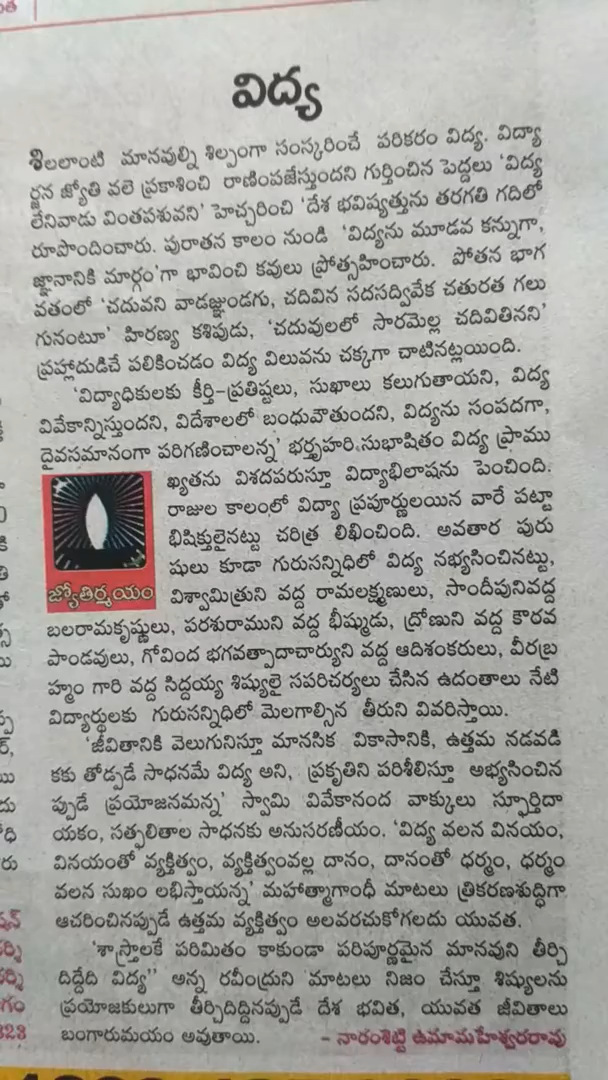 విద్య
శిలలాంటి మానవుల్ని శిల్పంగా సంస్కరించే పరికరం విద్య. విద్యా
ర్జన జ్యోతి వలె ప్రకాశించి రాణింపజేస్తుందని గుర్తించిన పెద్దలు 'విద్య
లేనివాడు వింతపశువని' హెచ్చరించి 'దేశ భవిష్యత్తును తరగతి గదిలో
రూపొందించారు. పురాతన కాలం నుండి 'విద్యను మూడవ కన్నుగా,
జ్ఞానానికి మార్గం'గా భావించి కవులు ప్రోత్సహించారు. పోతన భాగ
వతంలో 'చదువని వాడజ్ఞుండగు, చదివిన సదసద్వివేక చతురత గలు
గునంటూ' హిరణ్య కశిపుడు, 'చదువులలో సారమెల్ల చదివితినని'
ప్రహ్లాదుడిచే పలికించడం విద్య విలువను చక్కగా చాటినట్లయింది.
'విద్యాధికులకు కీర్తి-ప్రతిష్టలు, సుఖాలు కలుగుతాయని, విద్య
వివేకాన్నిస్తుందని, విదేశాలలో బంధువౌతుందని, విద్యను సంపదగా,
దైవసమానంగా పరిగణించాలన్న' భర్తృహరి సుభాషితం విద్య ప్రాము
ఖ్యతను విశదపరుస్తూ విద్యాభిలాషను పెంచింది.
రాజుల కాలంలో విద్యా ప్రపూర్ణులయిన వారే పట్టా
భిషిక్తులైనట్టు చరిత్ర లిఖించింది. అవతార పురు
షులు కూడా గురుసన్నిధిలో విద్య నభ్యసించినట్టు,
జ్యోతిర్మయం
విశ్వామిత్రుని వద్ద రామలక్ష్మణులు, సాందీపునివద్ద
బలరామకృష్ణులు, పరశురాముని వద్ద భీష్ముడు, ద్రోణుని వద్ద కౌరవ
పాండవులు, గోవింద భగవత్పాదాచార్యుని వద్ద ఆదిశంకరులు, వీరబ్ర
హ్మం గారి వద్ద సిద్దయ్య శిష్యులై సపరిచర్యలు చేసిన ఉదంతాలు నేటి
విద్యార్థులకు గురుసన్నిధిలో మెలగాల్సిన తీరుని వివరిస్తాయి.
'జీవితానికి వెలుగునిస్తూ మానసిక వికాసానికి, ఉత్తమ నడవడి
కకు తోడ్పడే సాధనమే విద్య అని, ప్రకృతిని పరిశీలిస్తూ అభ్యసించిన
ప్పుడే ప్రయోజనమన్న' స్వామి వివేకానంద వాక్కులు స్ఫూర్తిదా
యకం, సత్ఫలితాల సాధనకు అనుసరణీయం. 'విద్య వలన వినయం,
వినయంతో వ్యక్తిత్వం, వ్యక్తిత్వంవల్ల దానం, దానంతో ధర్మం, ధర్మం
వలన సుఖం లభిస్తాయన్న' మహాత్మాగాంధీ మాటలు త్రికరణశుద్ధిగా
ఆచరించినప్పుడే ఉత్తమ వ్యక్తిత్వం అలవరచుకోగలదు యువత.
'శాస్త్రాలకే పరిమితం కాకుండా పరిపూర్ణమైన మానవుని తీర్చి
దిద్దేది విద్య'' అన్న రవీంద్రుని మాటలు నిజం చేస్తూ శిష్యులను
ప్రయోజకులుగా తీర్చిదిద్దినప్పుడే దేశ భవిత, యువత జీవితాలు
బంగారుమయం అవుతాయి. - నారంశెట్టి ఉమామహేశ్వరరావు